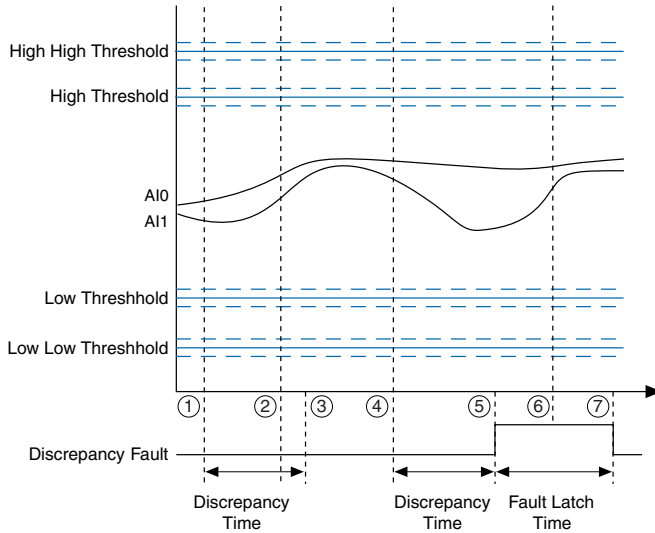 High High Threshold
High Threshold
AI0
AI1
Low Threshhold
Low Low Threshhold
① ② ③ ④ ⑤ ⑥ ⑦
Discrepancy Fault
Discrepancy Time
Discrepancy Time
Fault Latch Time